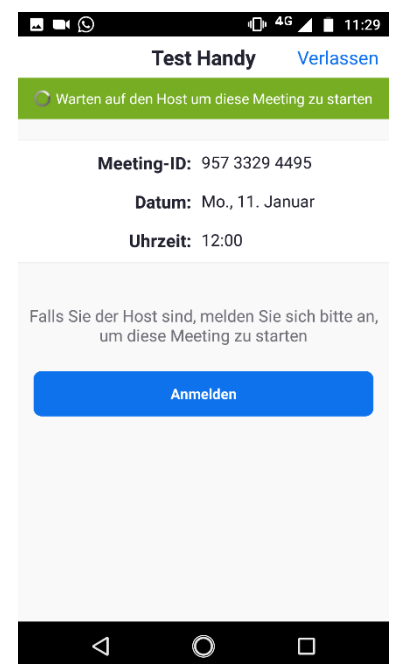 4G 11:29
Test Handy Verlassen
Warten auf den Host um diese Meeting zu starten
Meeting-ID: 957 3329 4495
Datum: Mo., 11. Januar
Uhrzeit: 12:00
Falls Sie der Host sind, melden Sie sich bitte an,
um diese Meeting zu starten
Anmelden